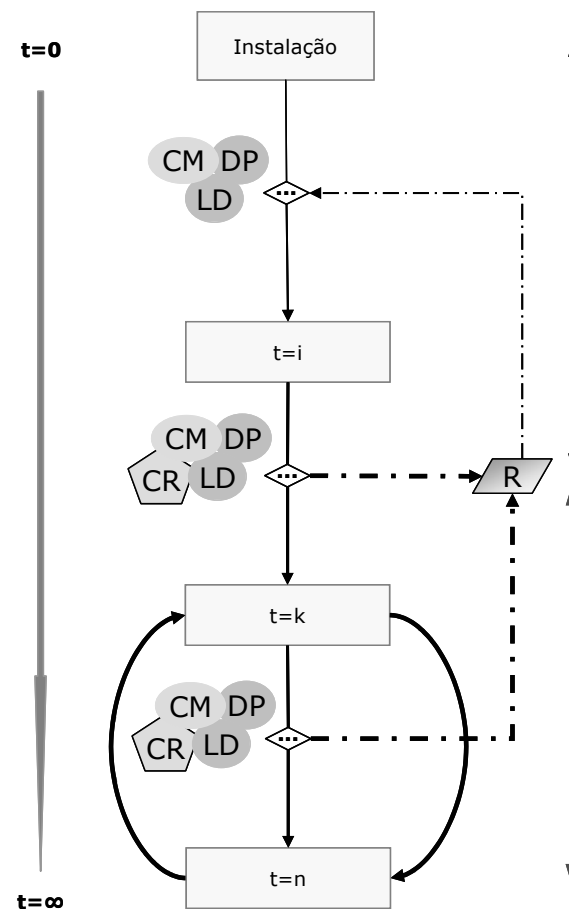 t=0
Instalação
CM DP
LD
...
t=i
CM DP
CR LD
...
R
t=k
CM DP
CR LD
...
t=n
t=∞